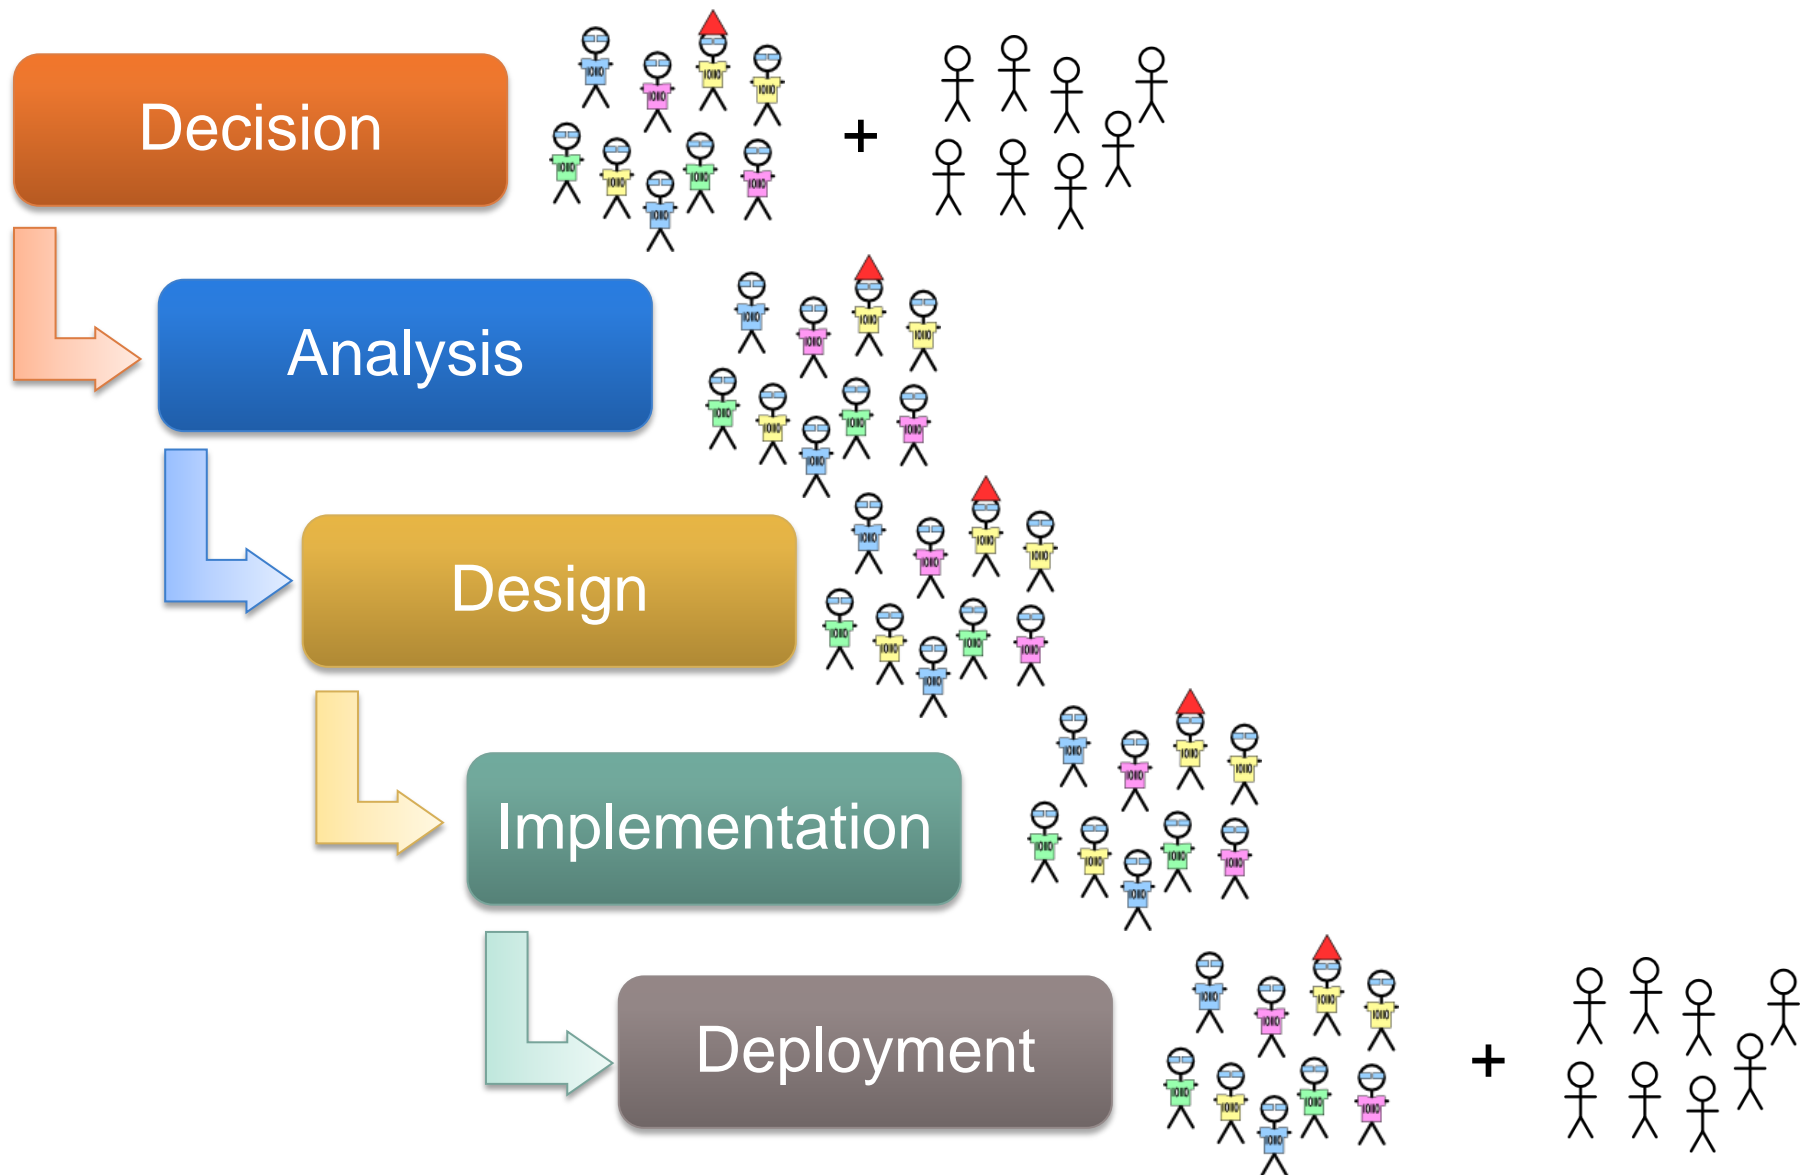 Decision
+
Analysis
Design
Implementation
Deployment
+